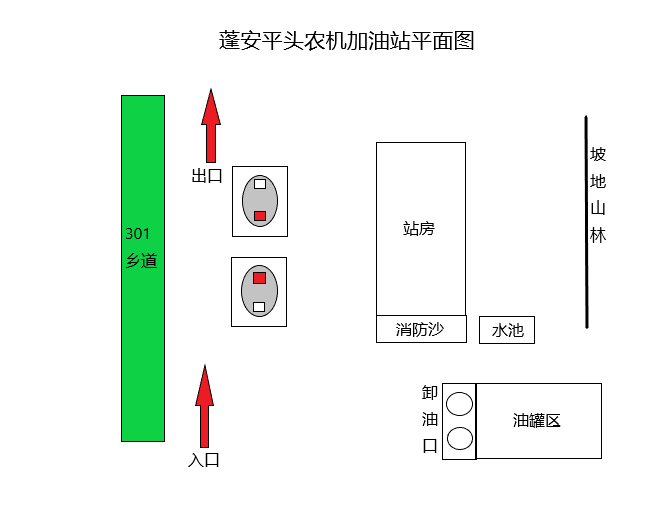 蓬安平头农机加油站平面图
出口
301
乡道
站房
坡地山林
消防沙
水池
卸油口
油罐区
入口